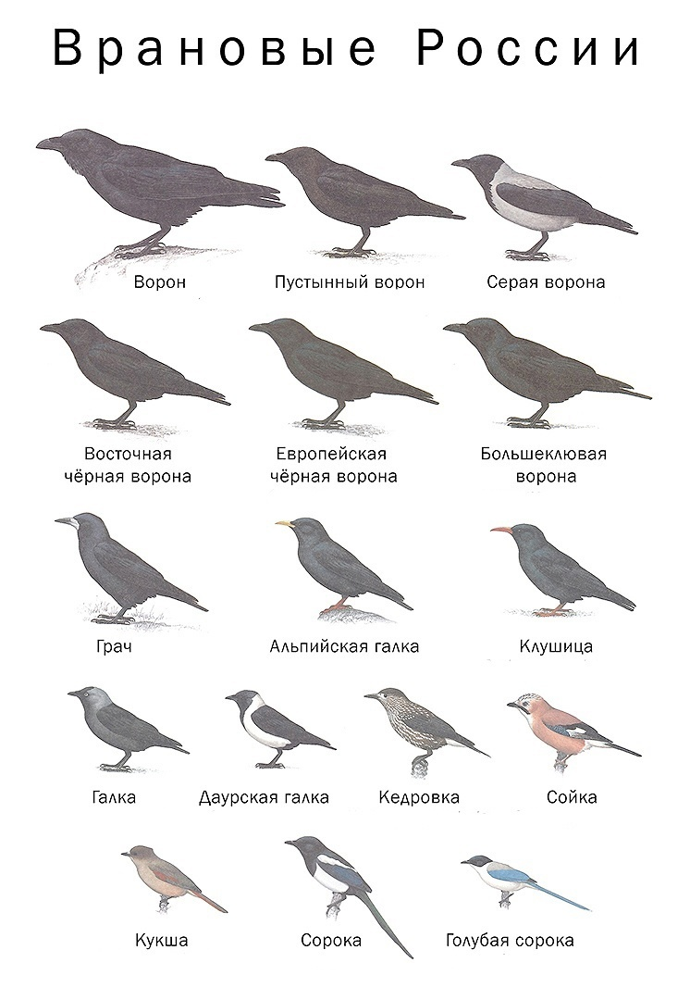 Врановые России
Ворон
Пустынный ворон
Серая ворона
Восточная
чёрная ворона
Европейская
чёрная ворона
Большеклювая
ворона
Грач
Альпийская галка
Клушица
Галка
Даурская галка
Кедровка
Сойка
Кукша
Сорока
Голубая сорока